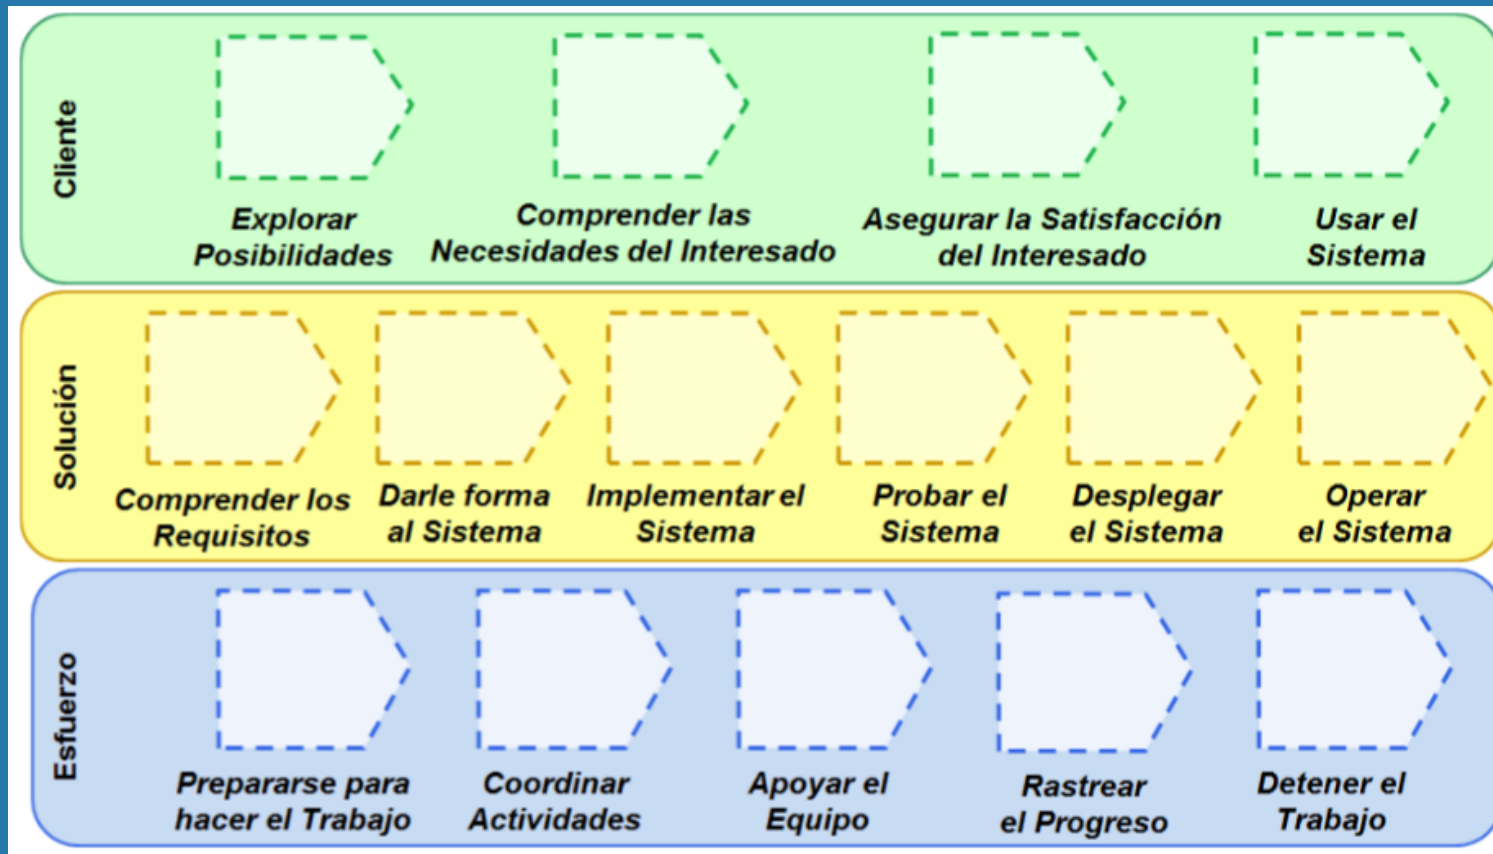 Cliente
Explorar
Posibilidades
Comprender las
Necesidades del Interesado
Asegurar la Satisfacción
del Interesado
Usar el
Sistema
Solución
Comprender los
Requisitos
Darle forma
al Sistema
Implementar el
Sistema
Probar el
Sistema
Desplegar
el Sistema
Operar
el Sistema
Esfuerzo
Prepararse para
hacer el Trabajo
Coordinar
Actividades
Apoyar el
Equipo
Rastrear
el Progreso
Detener el
Trabajo